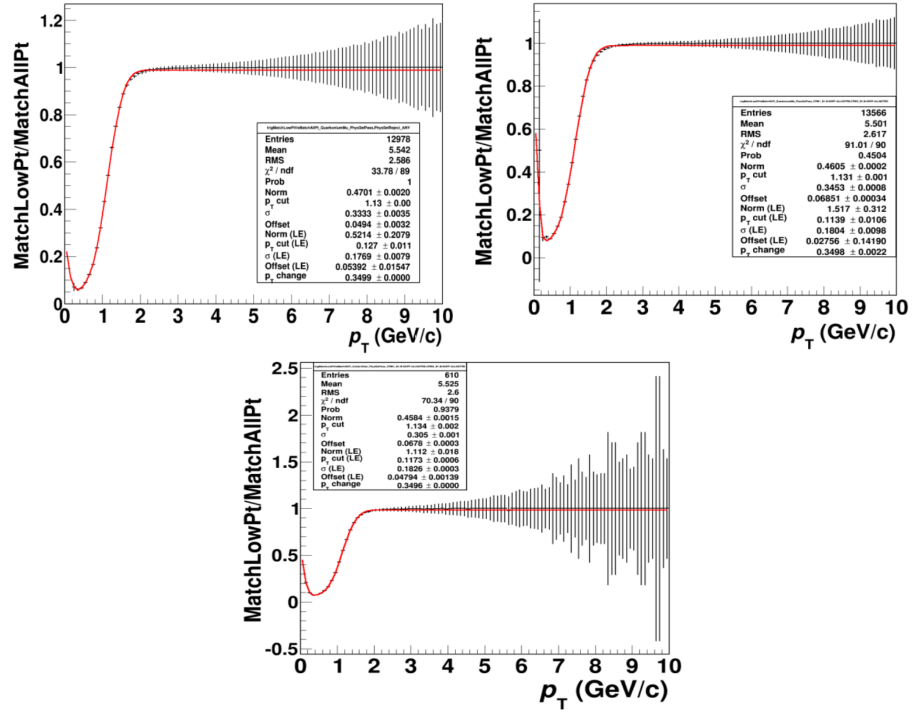 MatchLowPt/MatchAllPt
1.2
1
0.8
0.6
0.4
0.2
0
0 1 2 3 4 5 6 7 8 9 10
p_T (GeV/c)
Entries 12978
Mean 5.542
RMS 2.586
χ² / ndf 33.78 / 89
Prob 1
Norm 0.4701 ± 0.0020
p_T cut 1.13 ± 0.00
σ 0.3333 ± 0.0035
Offset 0.0494 ± 0.0032
Norm (LE) 0.5214 ± 0.2079
p_T cut (LE) 0.127 ± 0.011
σ (LE) 0.1769 ± 0.0079
Offset (LE) 0.05392 ± 0.01547
p_T change 0.3499 ± 0.0000
MatchLowPt/MatchAllPt
1
0.8
0.6
0.4
0.2
0
0 1 2 3 4 5 6 7 8 9 10
p_T (GeV/c)
Entries 13566
Mean 5.501
RMS 2.617
χ² / ndf 91.01 / 90
Prob 0.4504
Norm 0.4605 ± 0.0002
p_T cut 1.131 ± 0.001
σ 0.3453 ± 0.0008
Offset 0.06851 ± 0.00034
Norm (LE) 1.517 ± 0.312
p_T cut (LE) 0.1139 ± 0.0106
σ (LE) 0.1804 ± 0.0098
Offset (LE) 0.02756 ± 0.14190
p_T change 0.3498 ± 0.0022
MatchLowPt/MatchAllPt
2.5
2
1.5
1
0.5
0
-0.5
0 1 2 3 4 5 6 7 8 9 10
p_T (GeV/c)
Entries 610
Mean 5.525
RMS 2.6
χ² / ndf 70.34 / 90
Prob 0.9379
Norm 0.4584 ± 0.0015
p_T cut 1.134 ± 0.002
σ 0.305 ± 0.001
Offset 0.0678 ± 0.0003
Norm (LE) 1.112 ± 0.018
p_T cut (LE) 0.1173 ± 0.0006
σ (LE) 0.1826 ± 0.0003
Offset (LE) 0.04794 ± 0.00139
p_T change 0.3496 ± 0.0000